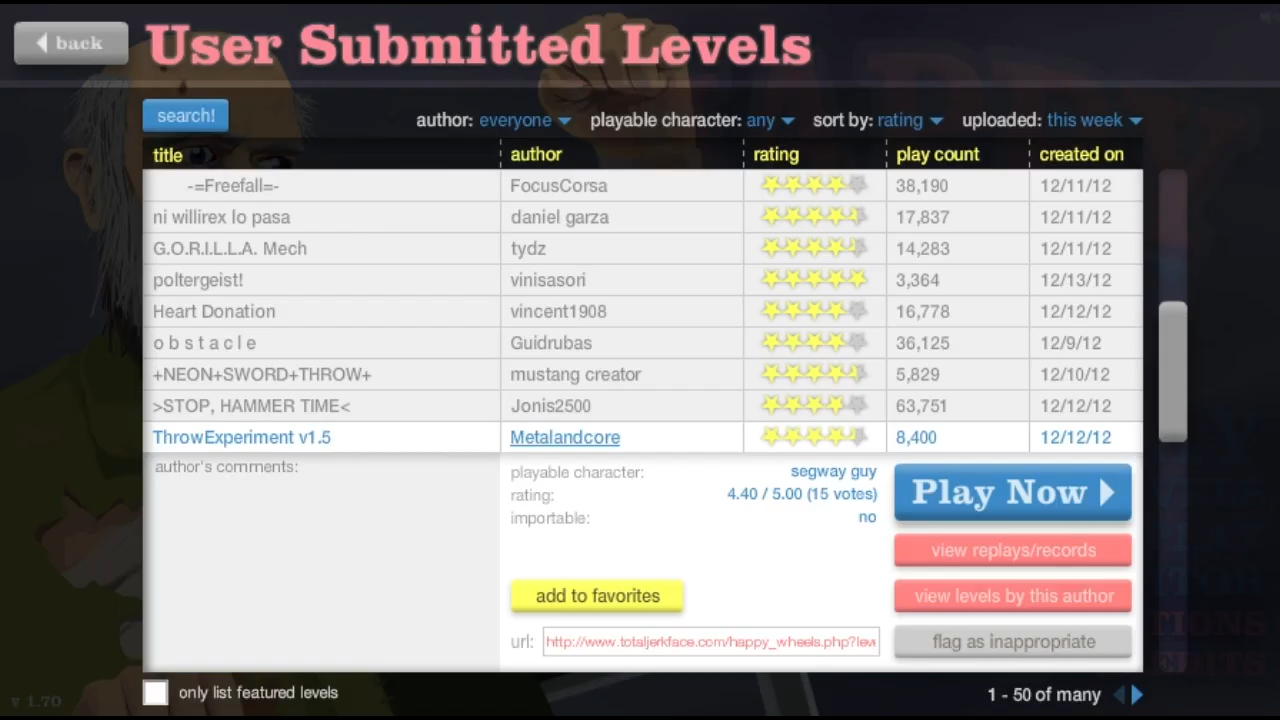 back
User Submitted Levels
search!
author: everyone playable character: any sort by: rating uploaded: this week
title author rating play count created on
-=Freefall=- FocusCorsa 38,190 12/11/12
ni willirex lo pasa daniel garza 17,837 12/11/12
G.O.R.I.L.L.A. Mech tydz 14,283 12/11/12
poltergeist! vinisasori 3,364 12/13/12
Heart Donation vincent1908 16,778 12/12/12
o b s t a c l e Guidrubas 36,125 12/9/12
+NEON+SWORD+THROW+ mustang creator 5,829 12/10/12
>STOP, HAMMER TIME< Jonis2500 63,751 12/12/12
ThrowExperiment v1.5 Metalandcore 8,400 12/12/12
author's comments:
playable character: segway guy
rating: 4.40 / 5.00 (15 votes)
importable: no
Play Now
view replays/records
add to favorites
view levels by this author
url: http://www.totaljerkface.com/happy_wheels.php?lev
flag as inappropriate
only list featured levels
1 - 50 of many
v 1.70